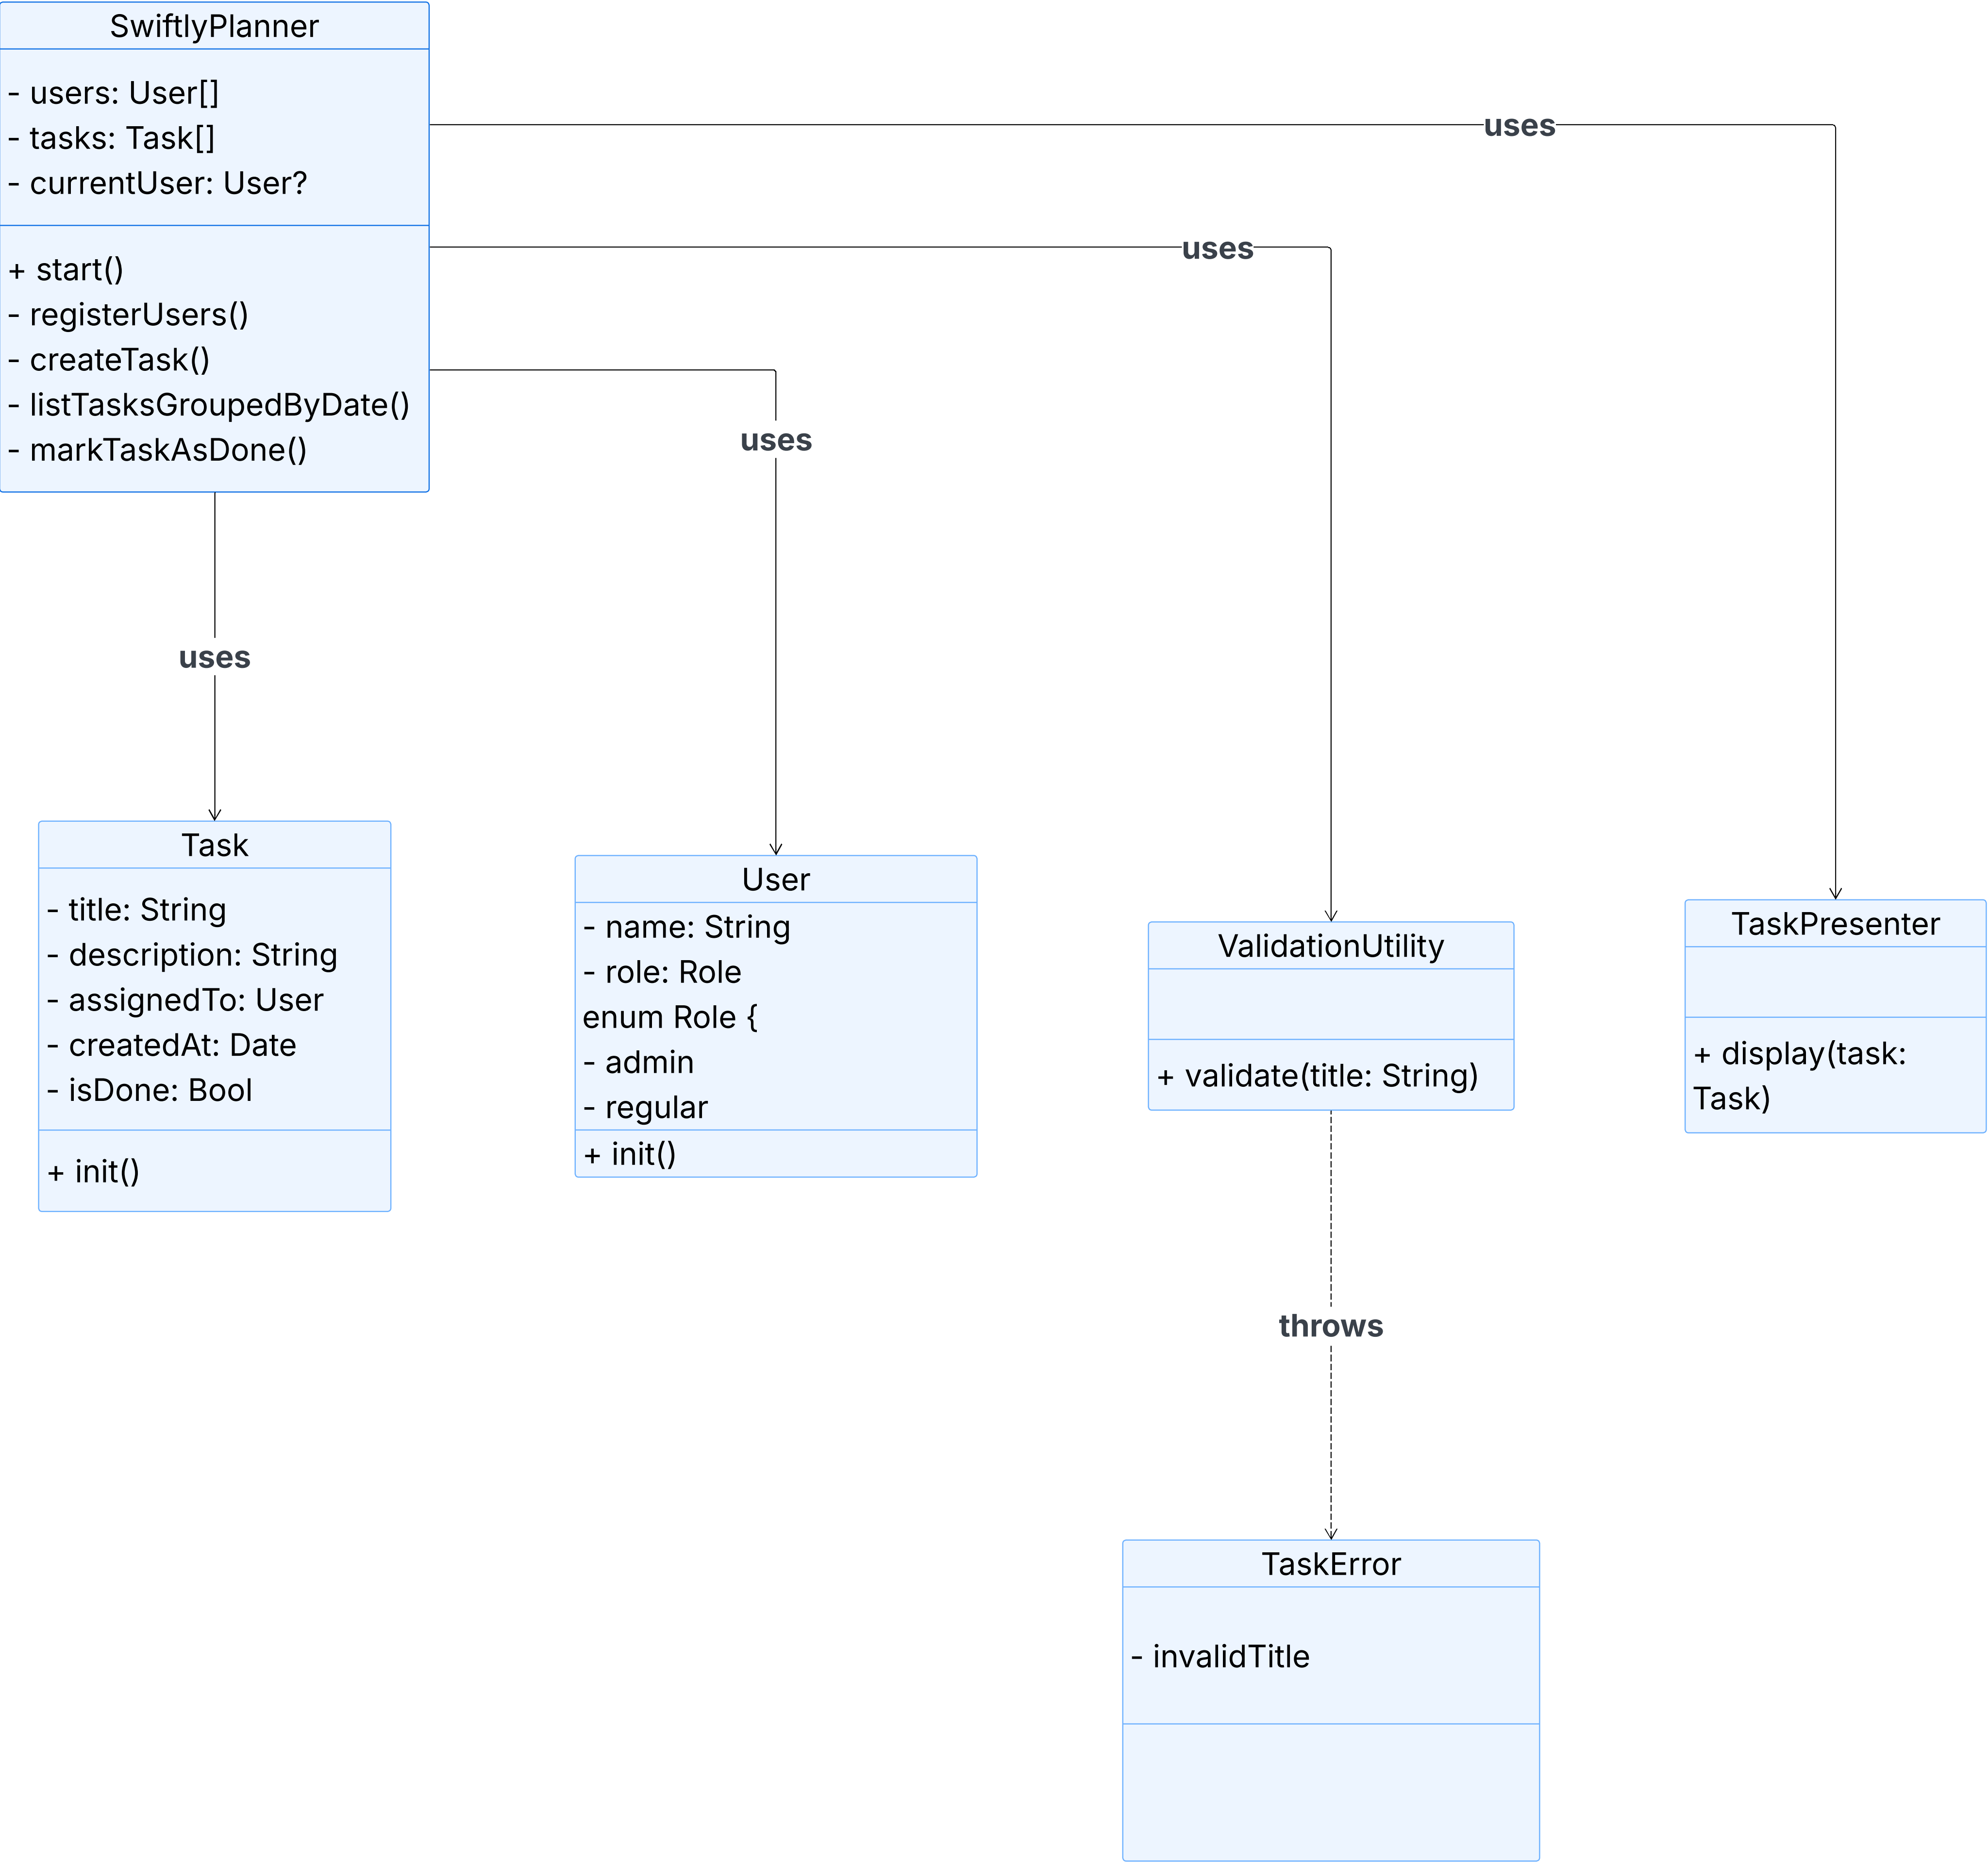 SwiftlyPlanner
- users: User[]
- tasks: Task[]
- currentUser: User?
+ start()
- registerUsers()
- createTask()
- listTasksGroupedByDate()
- markTaskAsDone()
uses
uses
uses
uses
Task
- title: String
- description: String
- assignedTo: User
- createdAt: Date
- isDone: Bool
+ init()
User
- name: String
- role: Role
enum Role {
- admin
- regular
+ init()
ValidationUtility
+ validate(title: String)
TaskPresenter
+ display(task:
Task)
throws
TaskError
- invalidTitle